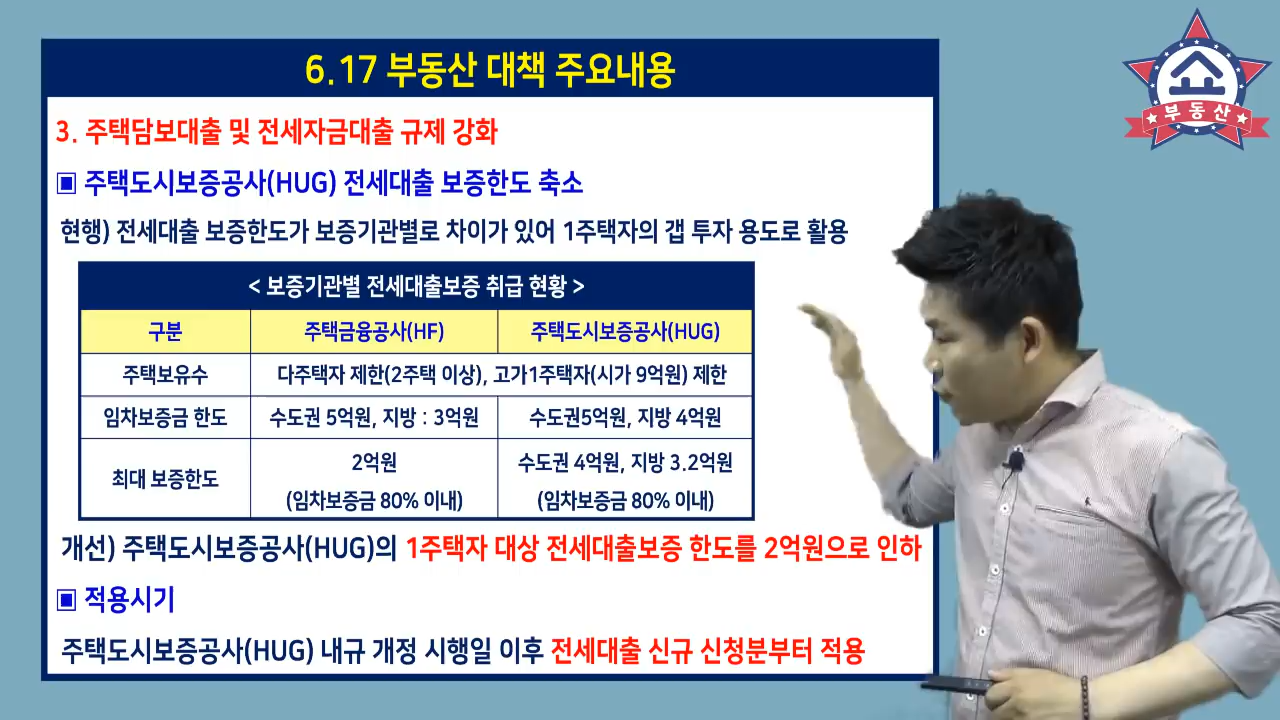 6.17 부동산 대책 주요내용
부동산
3. 주택담보대출 및 전세자금대출 규제 강화
▣ 주택도시보증공사(HUG) 전세대출 보증한도 축소
현행) 전세대출 보증한도가 보증기관별로 차이가 있어 1주택자의 갭 투자 용도로 활용
< 보증기관별 전세대출보증 취급 현황 >
구분 주택금융공사(HF) 주택도시보증공사(HUG)
주택보유수 다주택자 제한(2주택 이상), 고가1주택자(시가 9억원) 제한
임차보증금 한도 수도권 5억원, 지방 : 3억원 수도권5억원, 지방 4억원
최대 보증한도 2억원 수도권 4억원, 지방 3.2억원
(임차보증금 80% 이내) (임차보증금 80% 이내)
개선) 주택도시보증공사(HUG)의 1주택자 대상 전세대출보증 한도를 2억원으로 인하
▣ 적용시기
주택도시보증공사(HUG) 내규 개정 시행일 이후 전세대출 신규 신청분부터 적용